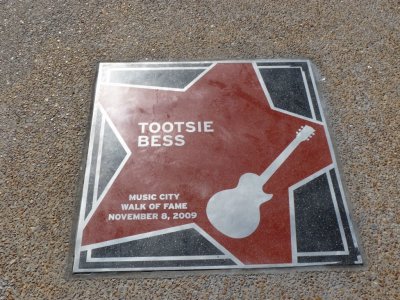 TOOTSIE
BESS
MUSIC CITY
WALK OF FAME
NOVEMBER 8, 2009